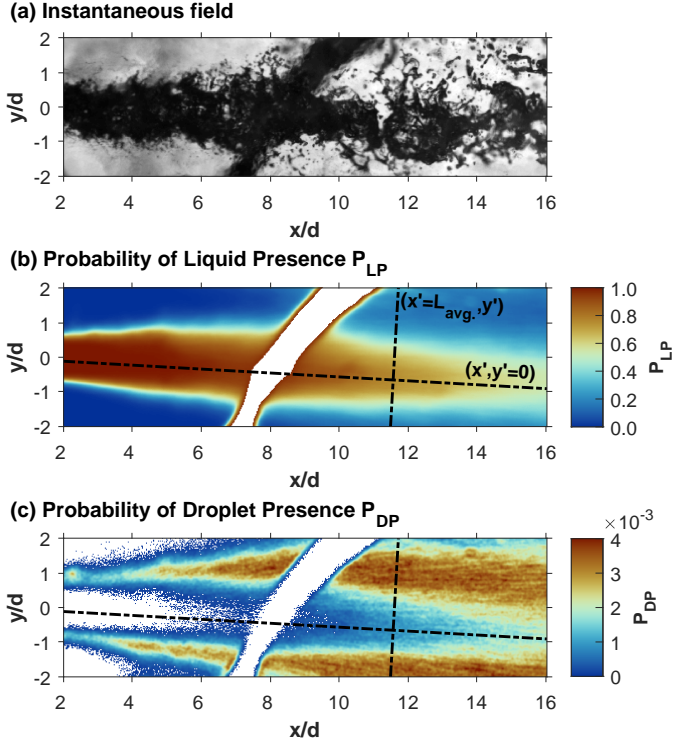 (a) Instantaneous field
2
1
0
-1
-2
y/d
2 4 6 8 10 12 14 16
x/d
(b) Probability of Liquid Presence P_LP
2
1
0
-1
-2
y/d
(x'=L_avg.,y')
(x',y'=0)
2 4 6 8 10 12 14 16
x/d
1.0
0.8
0.6
0.4
0.2
0.0
P_LP
(c) Probability of Droplet Presence P_DP
2
1
0
-1
-2
y/d
2 4 6 8 10 12 14 16
x/d
×10^-3
4
3
2
1
0
P_DP